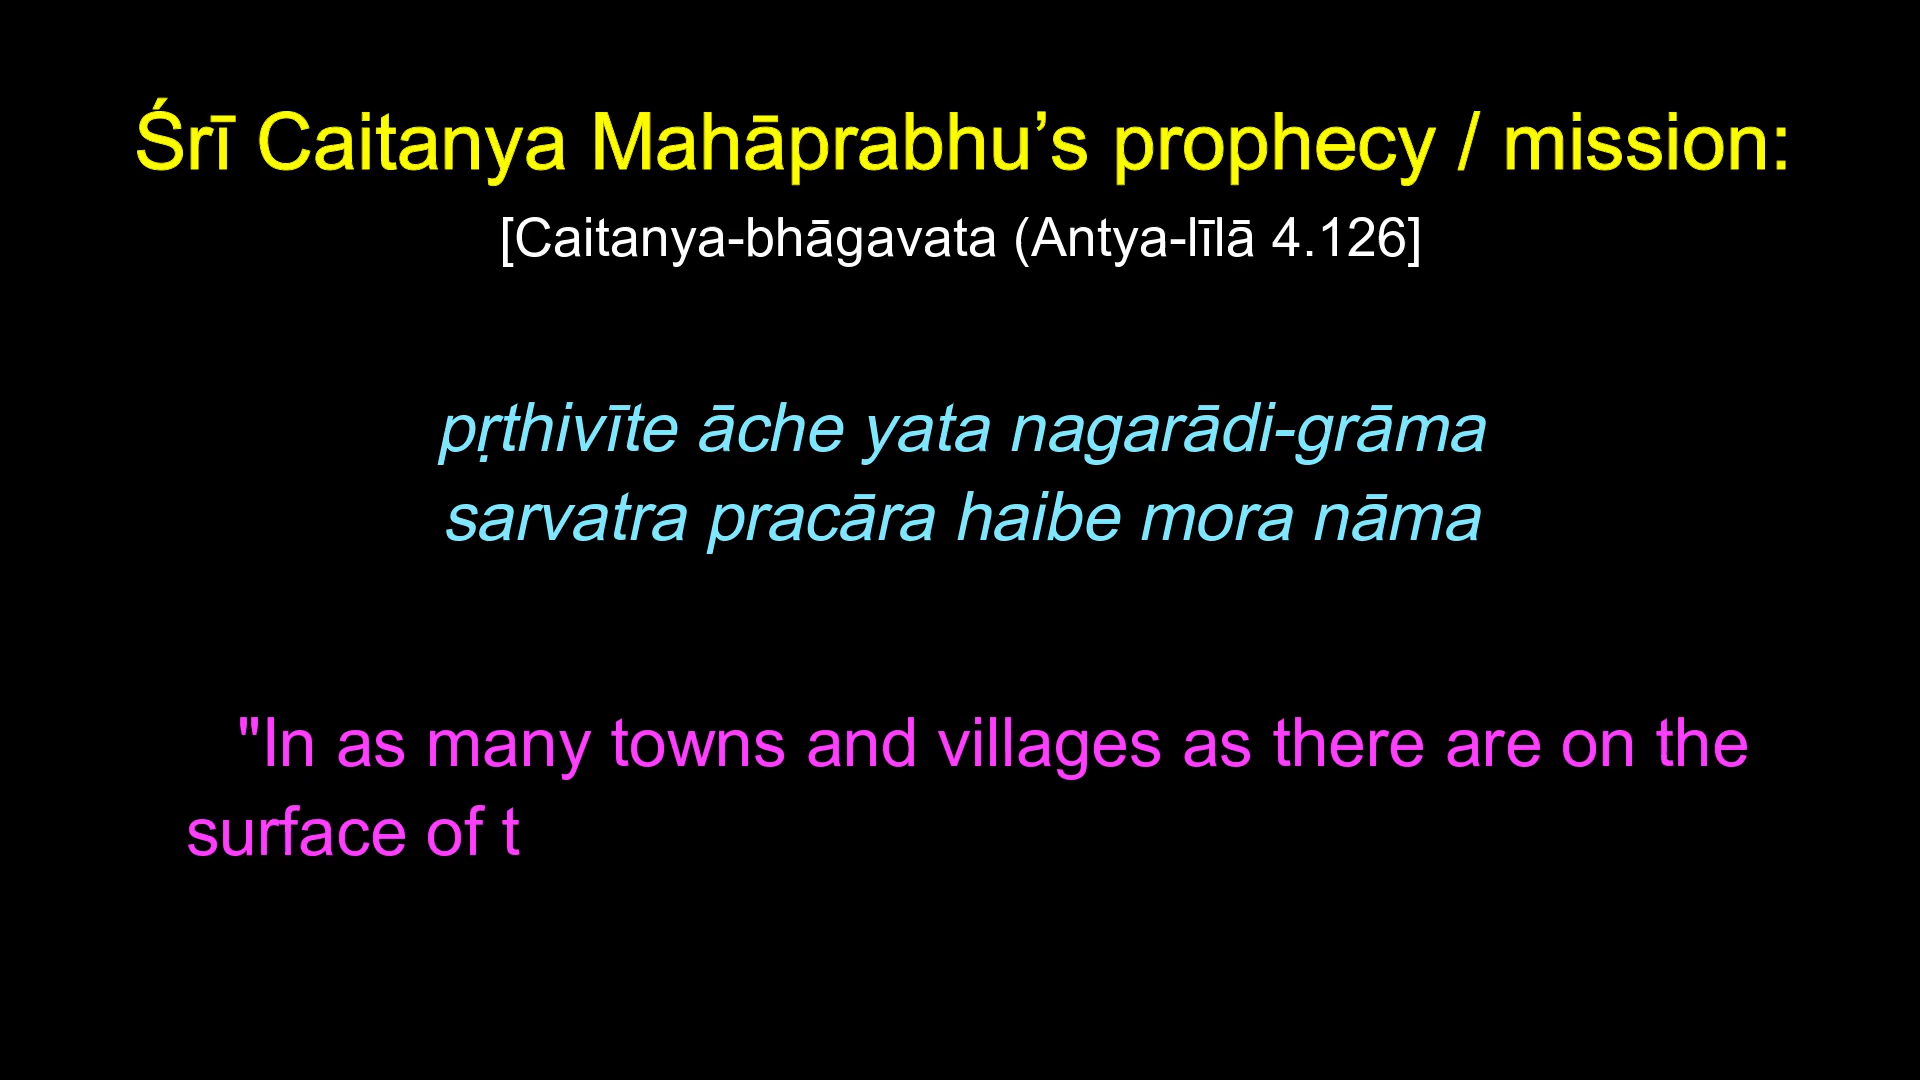 Śrī Caitanya Mahāprabhu’s prophecy / mission:
[Caitanya-bhāgavata (Antya-līlā 4.126]
pṛthivīte āche yata nagarādi-grāma
sarvatra pracāra haibe mora nāma
"In as many towns and villages as there are on the
surface of t